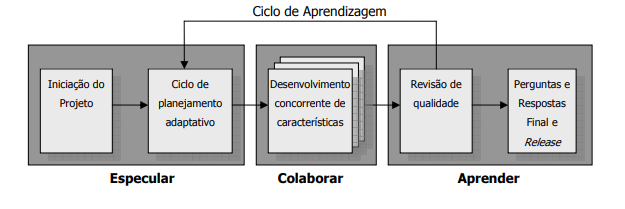 Ciclo de Aprendizagem
Iniciação do
Projeto
Ciclo de
planejamento
adaptativo
Desenvolvimento
concorrente de
características
Revisão de
qualidade
Perguntas e
Respostas
Final e
Release
Especular
Colaborar
Aprender